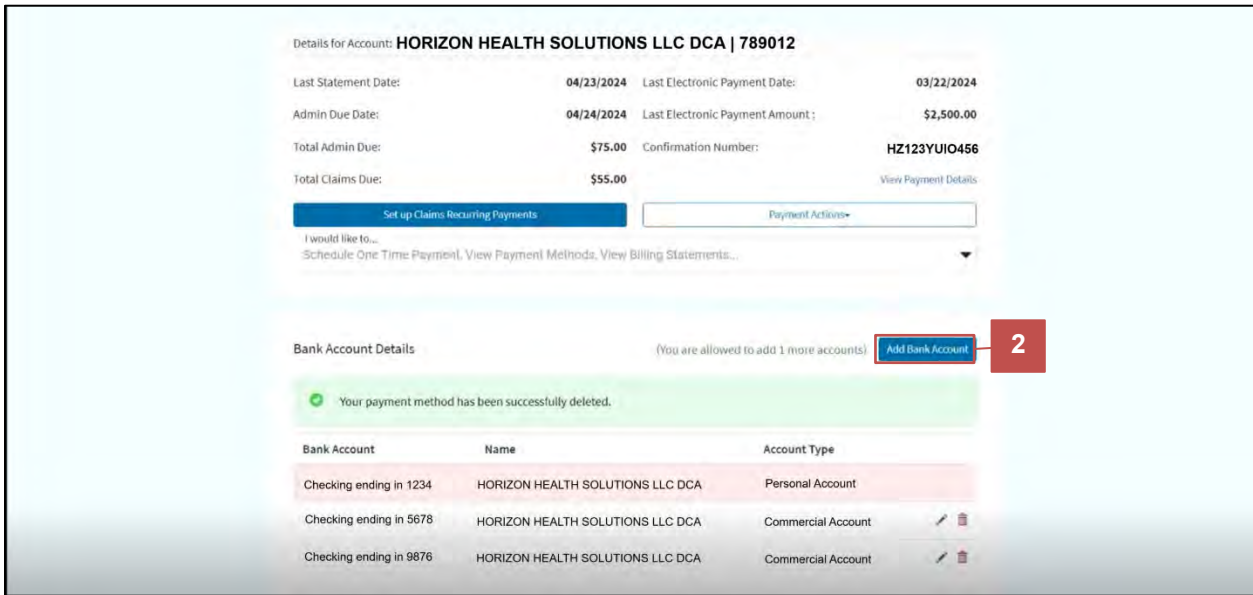 Details for Account: HORIZON HEALTH SOLUTIONS LLC DCA | 789012
Last Statement Date: 04/23/2024 Last Electronic Payment Date: 03/22/2024
Admin Due Date: 04/24/2024 Last Electronic Payment Amount : $2,500.00
Total Admin Due: $75.00 Confirmation Number: HZ123YUIO456
Total Claims Due: $55.00 View Payment Details
Set up Claims Recurring Payments Payment Actions
I would like to...
Schedule One Time Payment, View Payment Methods, View Billing Statements...
Bank Account Details (You are allowed to add 1 more accounts) Add Bank Account 2
Your payment method has been successfully deleted.
Bank Account Name Account Type
Checking ending in 1234 HORIZON HEALTH SOLUTIONS LLC DCA Personal Account
Checking ending in 5678 HORIZON HEALTH SOLUTIONS LLC DCA Commercial Account
Checking ending in 9876 HORIZON HEALTH SOLUTIONS LLC DCA Commercial Account